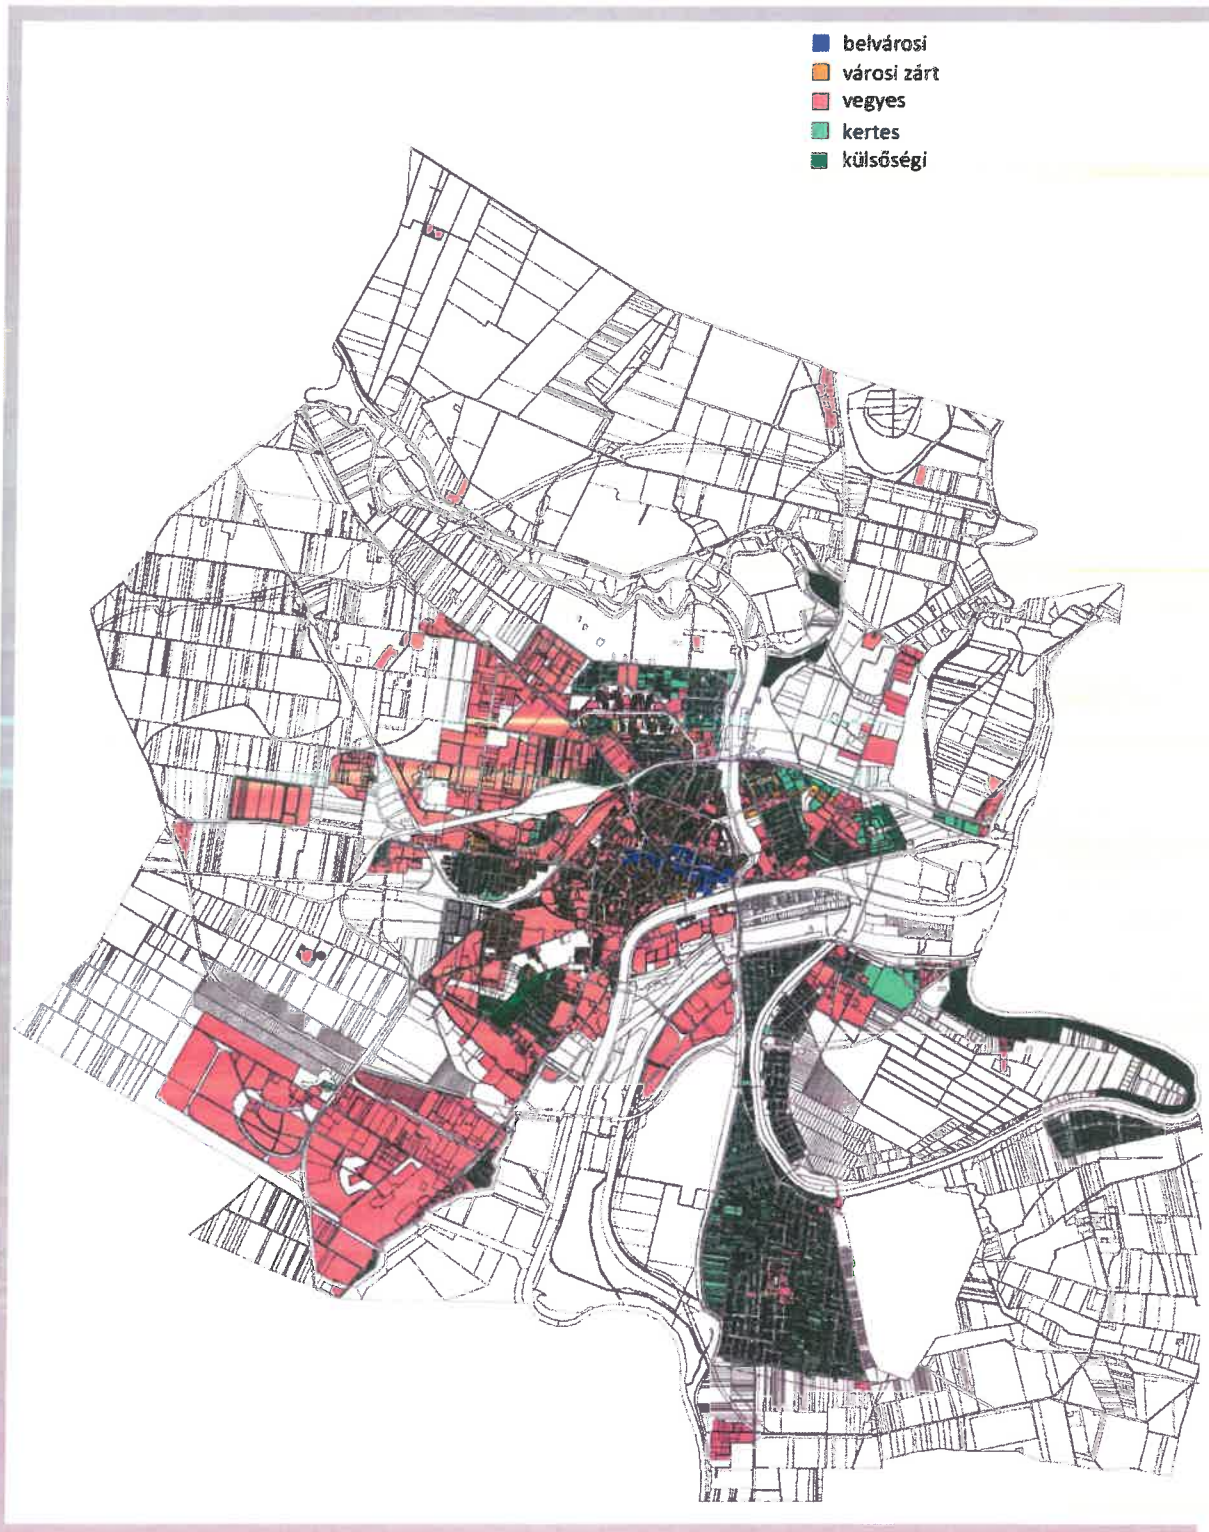 belvárosi
városi zárt
vegyes
kertes
külsőségi